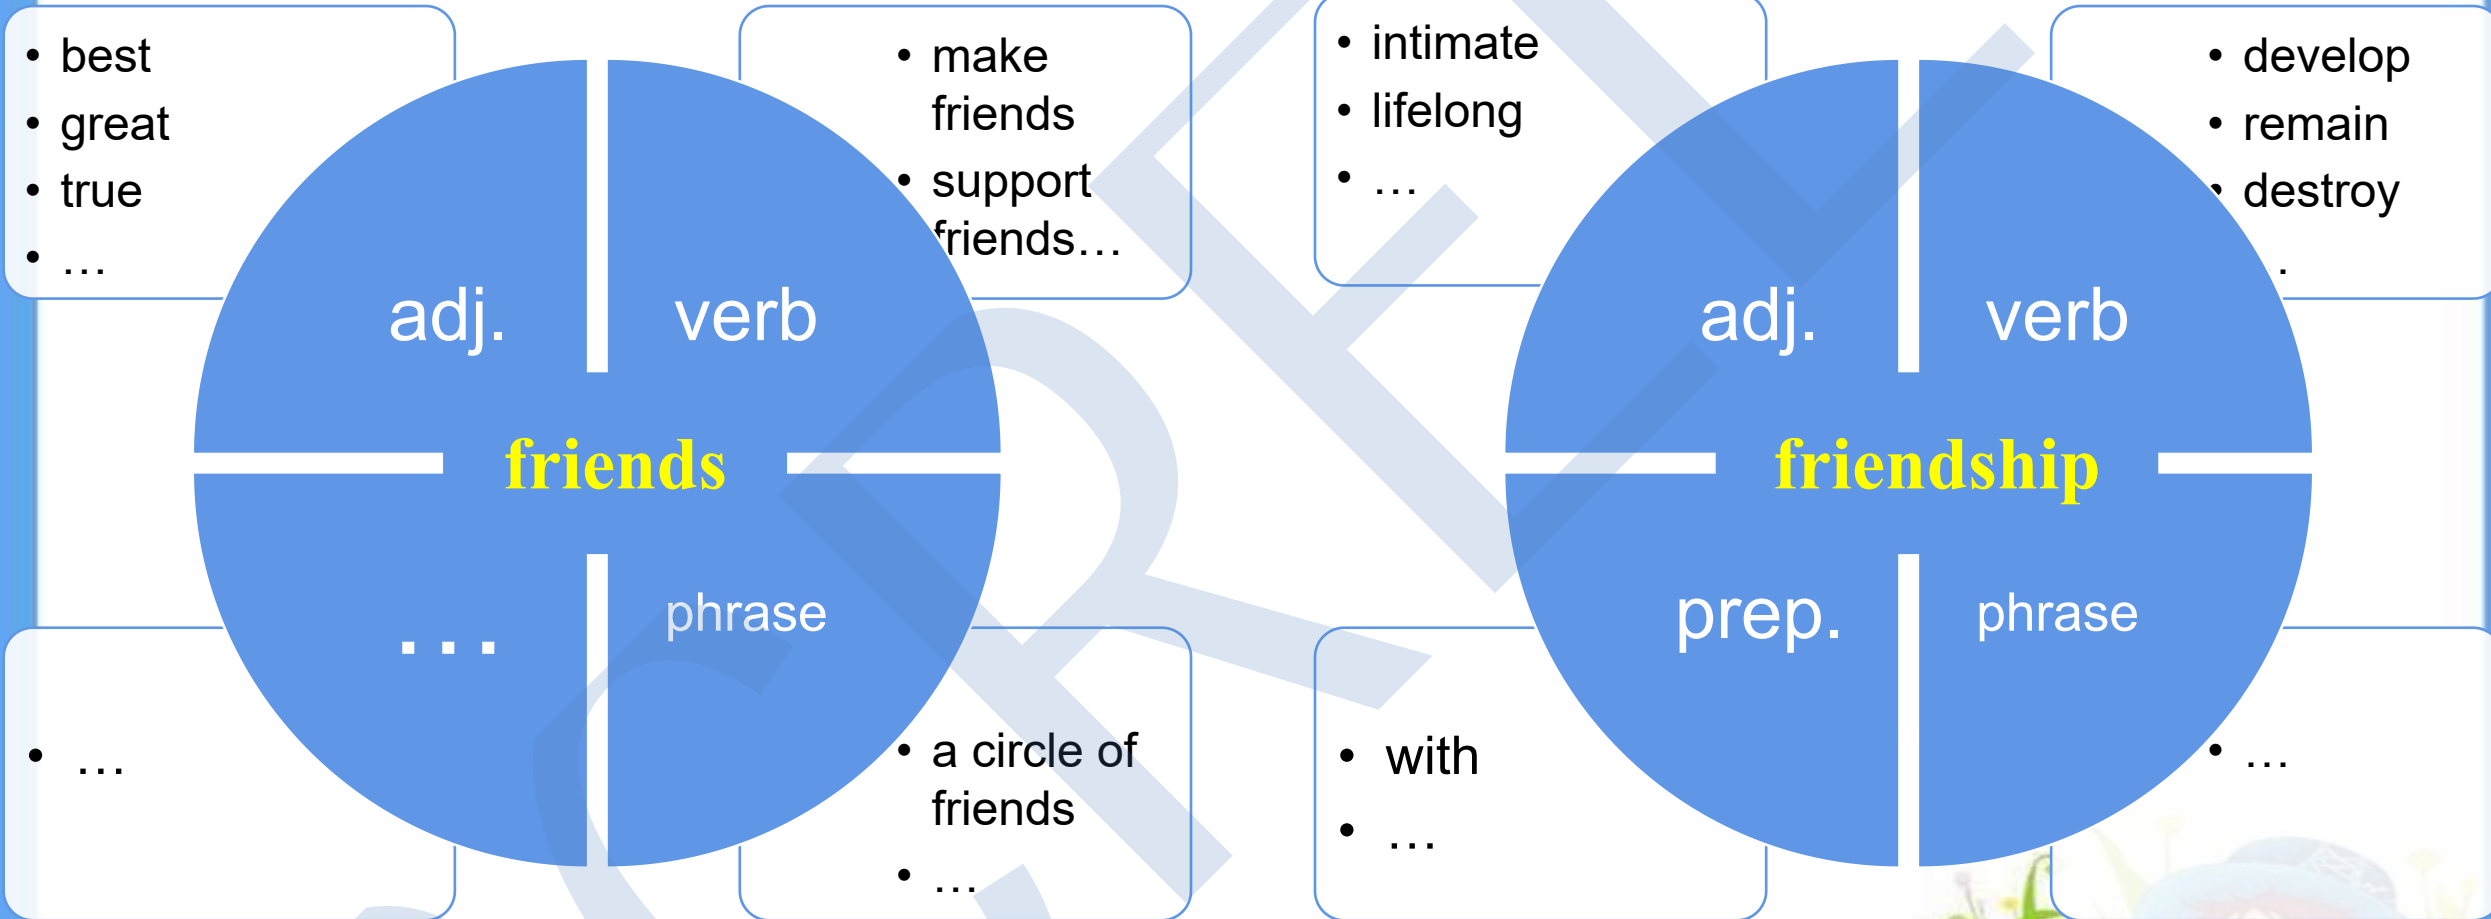 • best
• great
• true
• …
• make
friends
• support
friends…
adj.
verb
friends
…
phrase
• …
• a circle of
friends
• …
• intimate
• lifelong
• …
• develop
• remain
• destroy
adj.
verb
friendship
prep.
phrase
• with
• …
• …